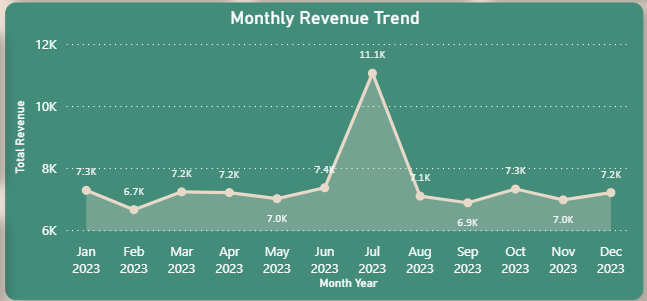 Monthly Revenue Trend
Total Revenue
12K
10K
8K
6K
7.3K
6.7K
7.2K
7.2K
7.0K
7.4K
11.1K
7.1K
6.9K
7.3K
7.0K
7.2K
Jan
2023
Feb
2023
Mar
2023
Apr
2023
May
2023
Jun
2023
Jul
2023
Aug
2023
Sep
2023
Oct
2023
Nov
2023
Dec
2023
Month Year